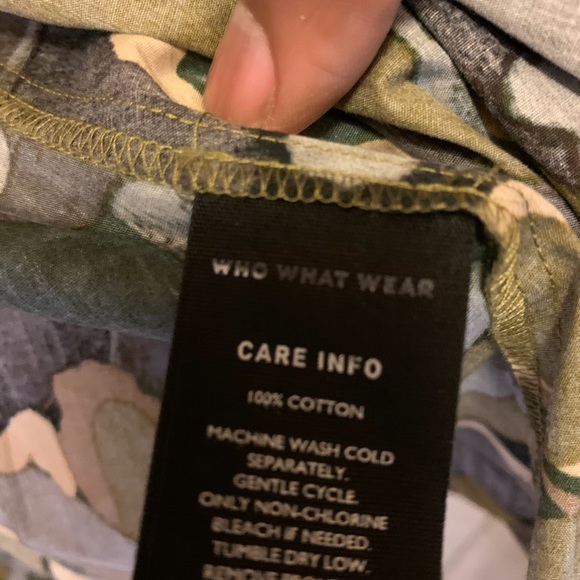 WHO WHAT WEAR
CARE INFO
100% COTTON
MACHINE WASH COLD
SEPARATELY.
GENTLE CYCLE.
ONLY NON-CHLORINE
BLEACH IF NEEDED.
TUMBLE DRY LOW.
REMOVE